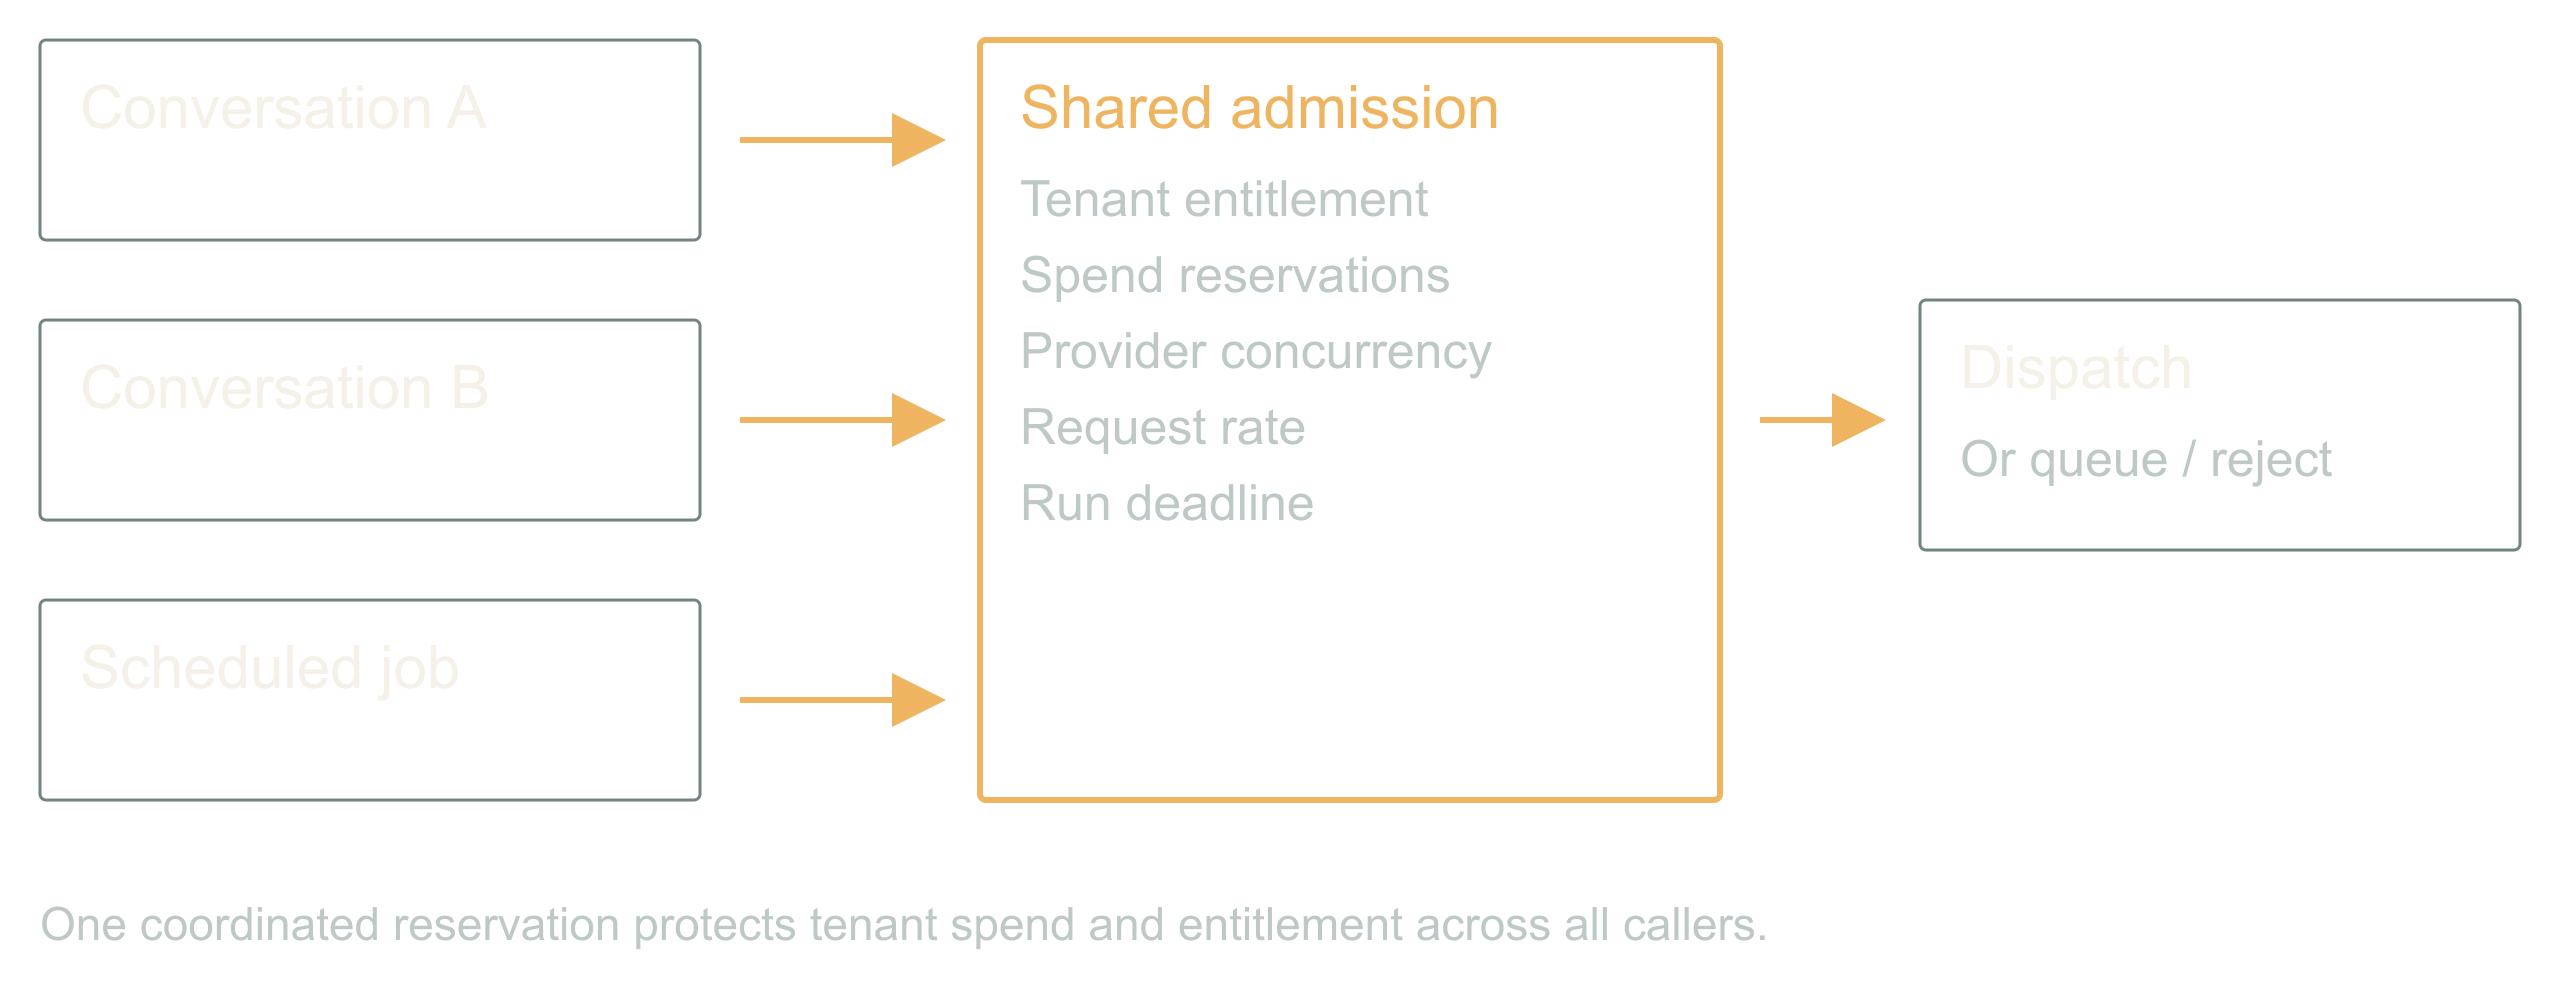 Conversation A
Conversation B
Scheduled job
Shared admission
Tenant entitlement
Spend reservations
Provider concurrency
Request rate
Run deadline
Dispatch
Or queue / reject
One coordinated reservation protects tenant spend and entitlement across all callers.